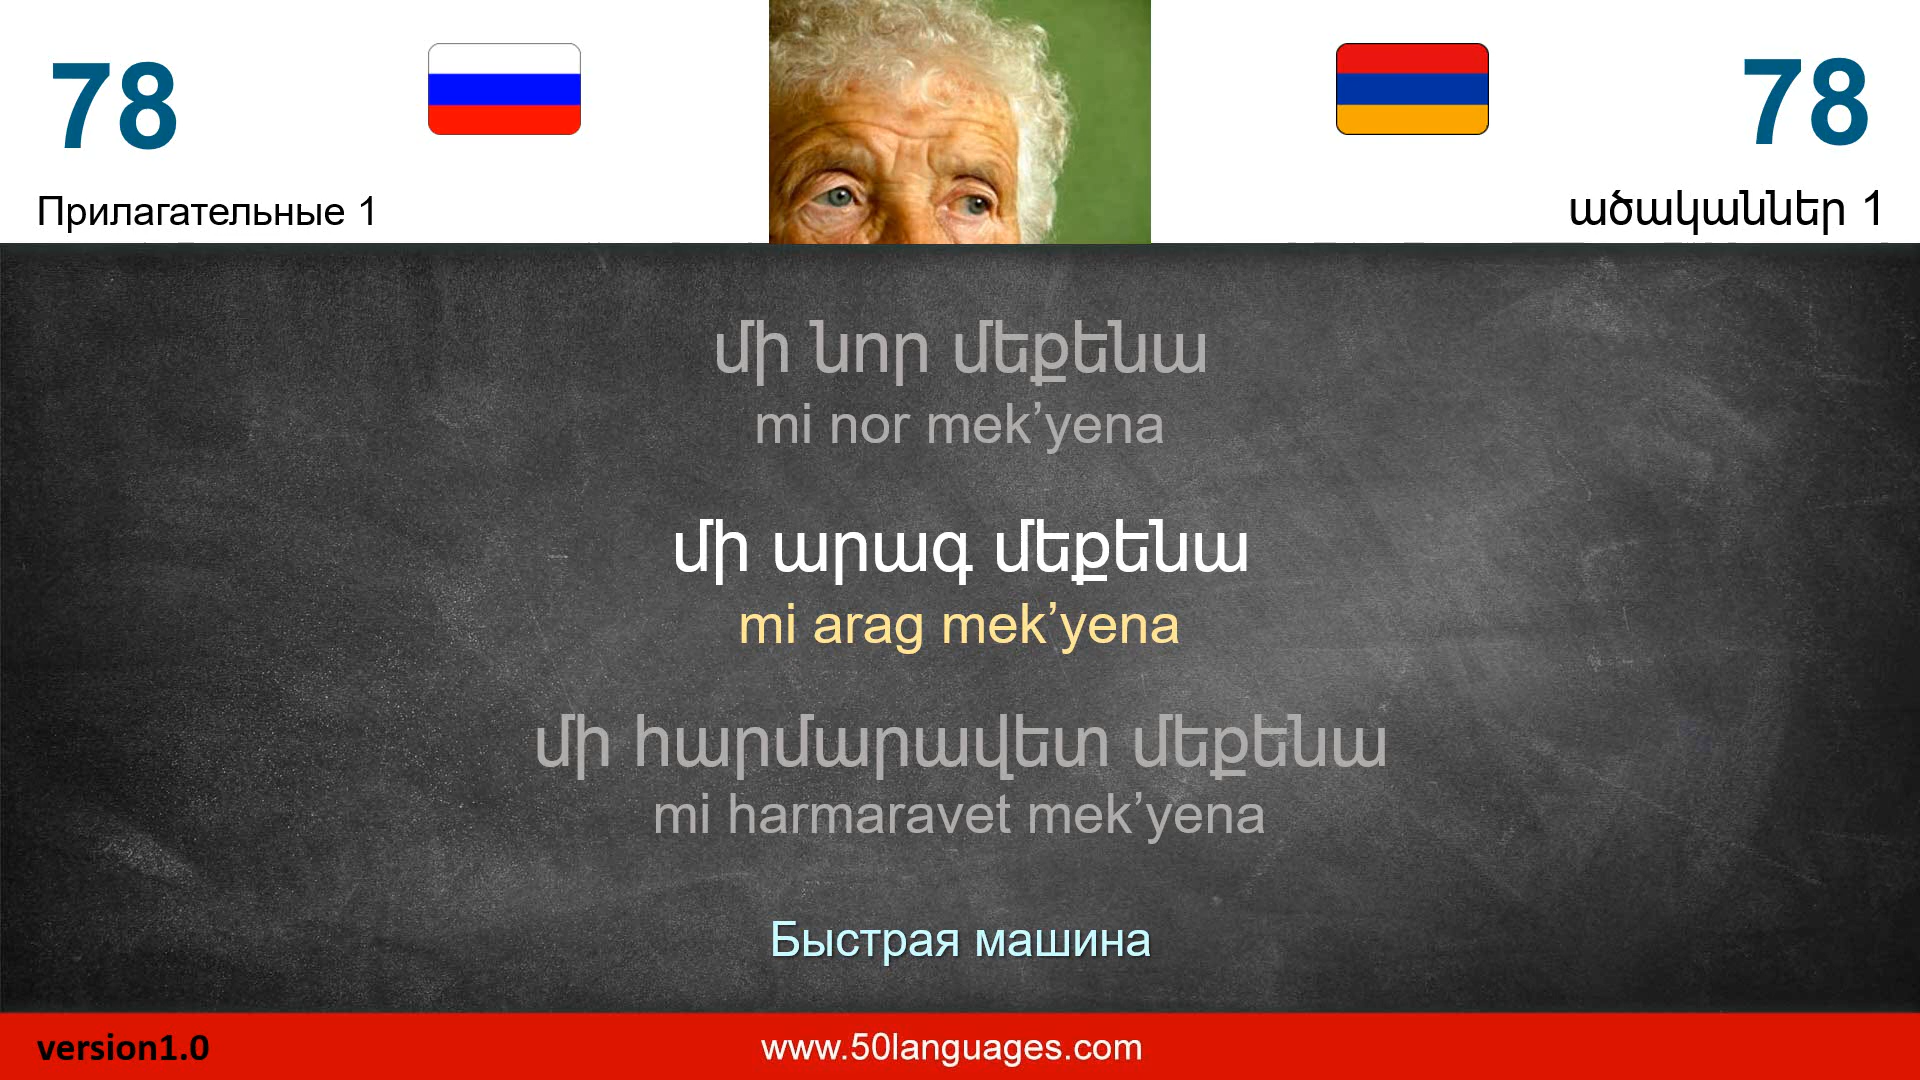 78
78
Прилагательные 1
ածականներ 1
մի նոր մեքենա
mi nor mek’yena
մի արագ մեքենա
mi arag mek’yena
մի հարմարավետ մեքենա
mi harmaravet mek’yena
Быстрая машина
version1.0
www.50languages.com